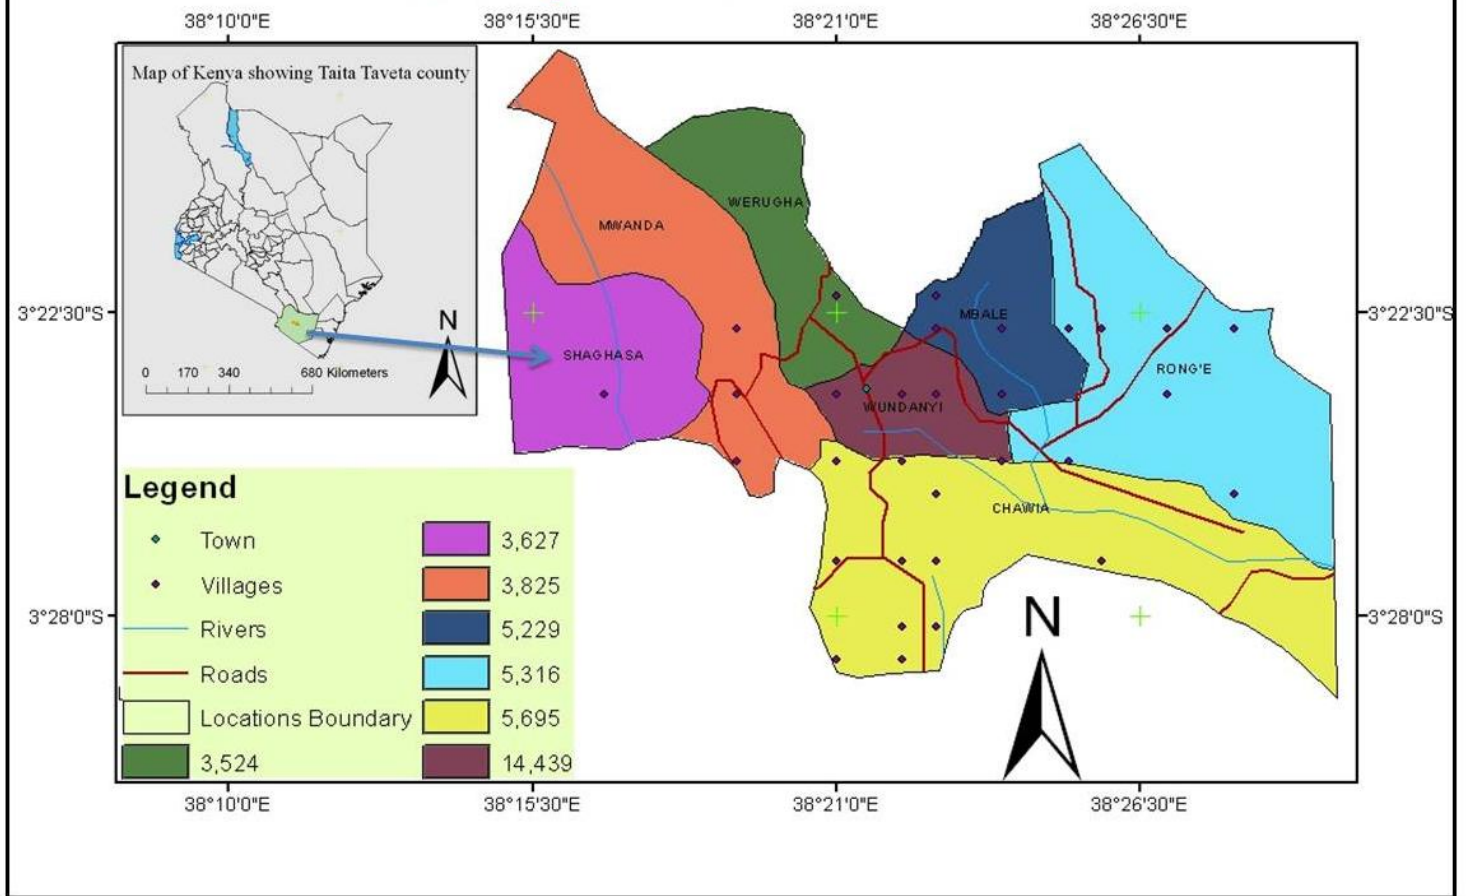 38°10'0"E
38°15'30"E
38°21'0"E
38°26'30"E
Map of Kenya showing Taita Taveta county
N
0 170 340 680 Kilometers
WERUGHA
MWANDA
MBALE
SHAGHASA
RONG'E
WUNDANYI
CHAWIA
3°22'30"S
3°22'30"S
3°28'0"S
3°28'0"S
N
Legend
Town
Villages
Rivers
Roads
Locations Boundary
3,524
3,627
3,825
5,229
5,316
5,695
14,439
38°10'0"E
38°15'30"E
38°21'0"E
38°26'30"E